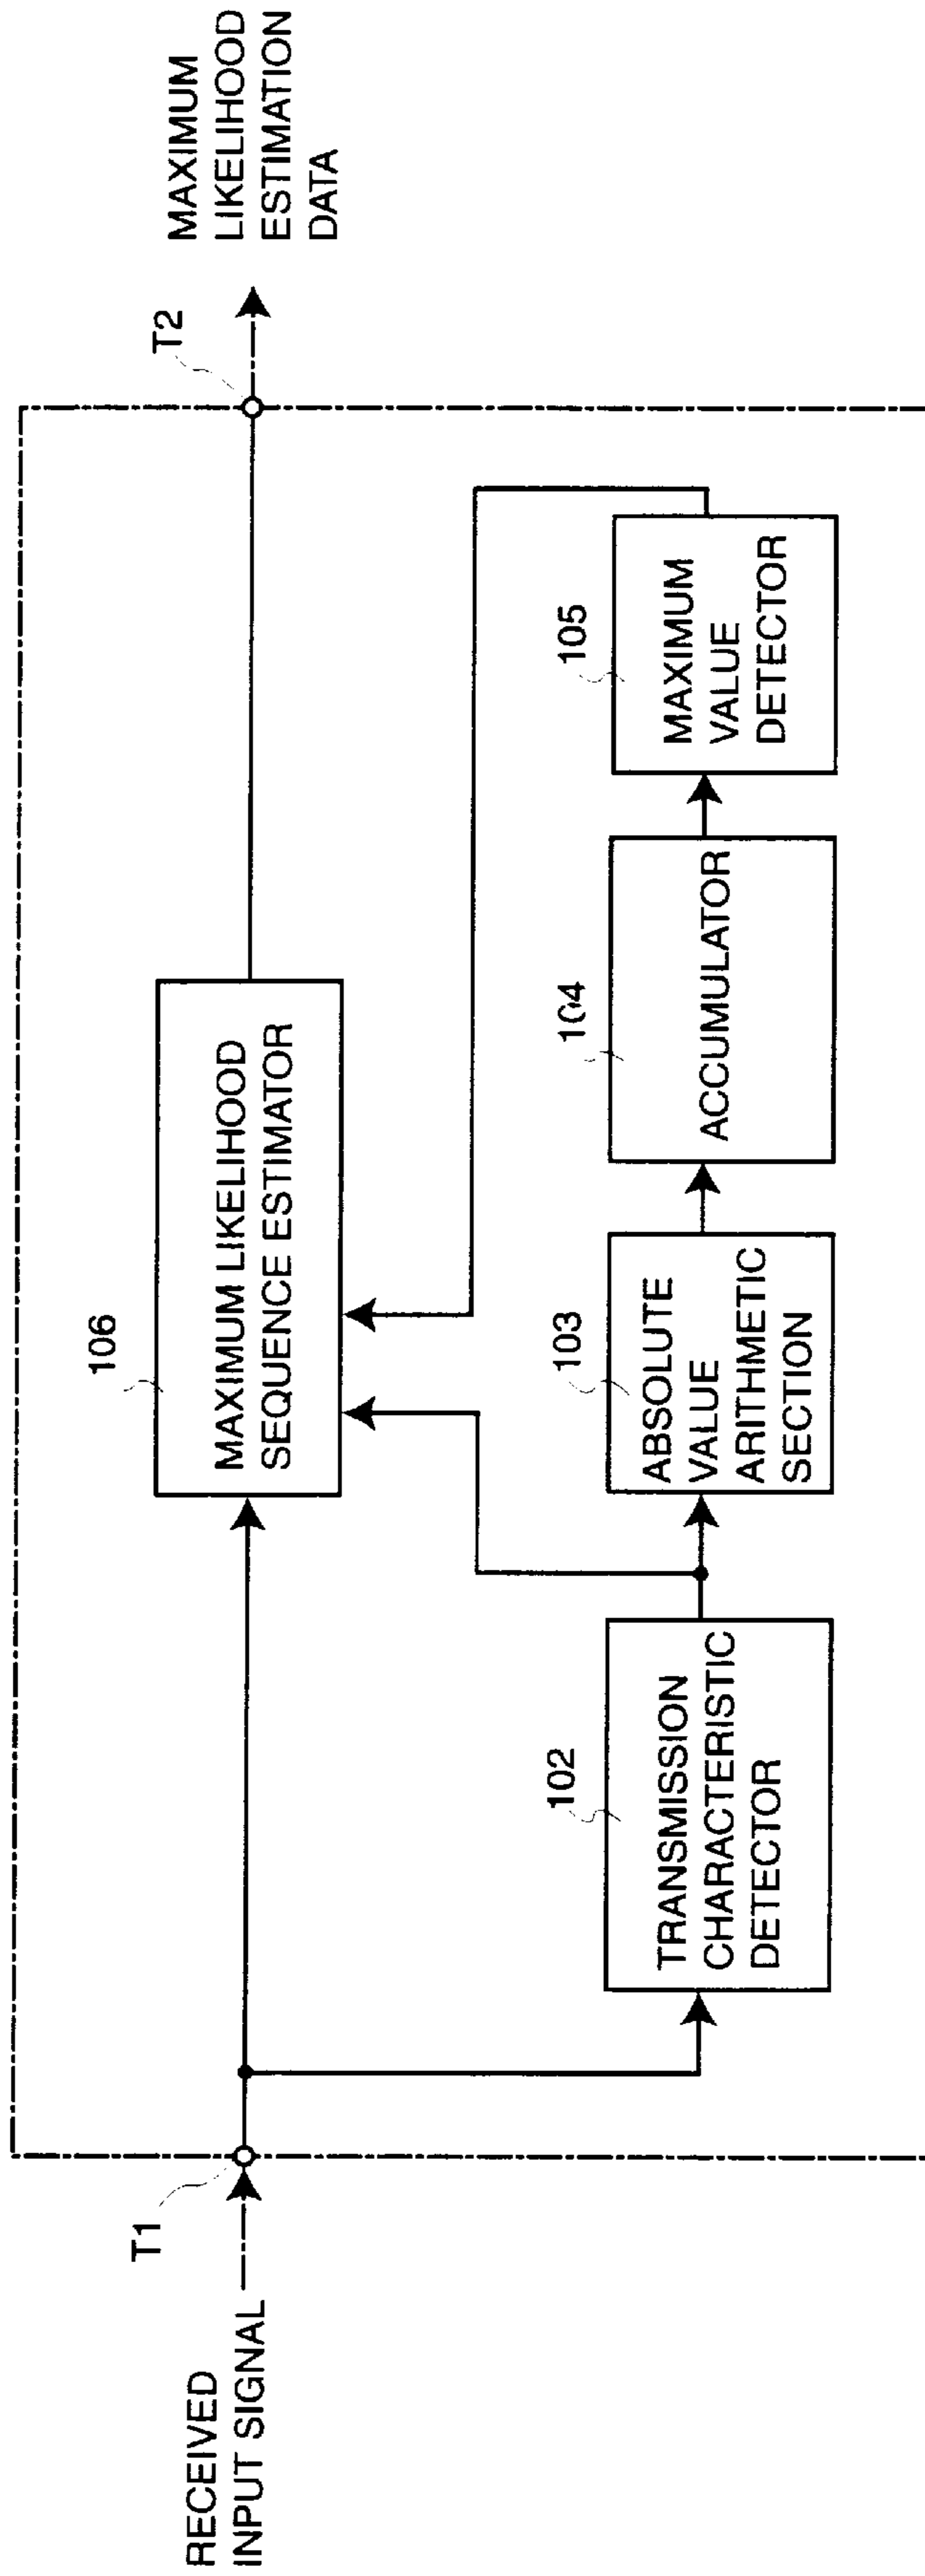 RECEIVED
INPUT SIGNAL
T1
106
MAXIMUM LIKELIHOOD
SEQUENCE ESTIMATOR
T2
MAXIMUM
LIKELIHOOD
ESTIMATION
DATA
102
TRANSMISSION
CHARACTERISTIC
DETECTOR
103
ABSOLUTE
VALUE
ARITHMETIC
SECTION
104
ACCUMULATOR
105
MAXIMUM
VALUE
DETECTOR